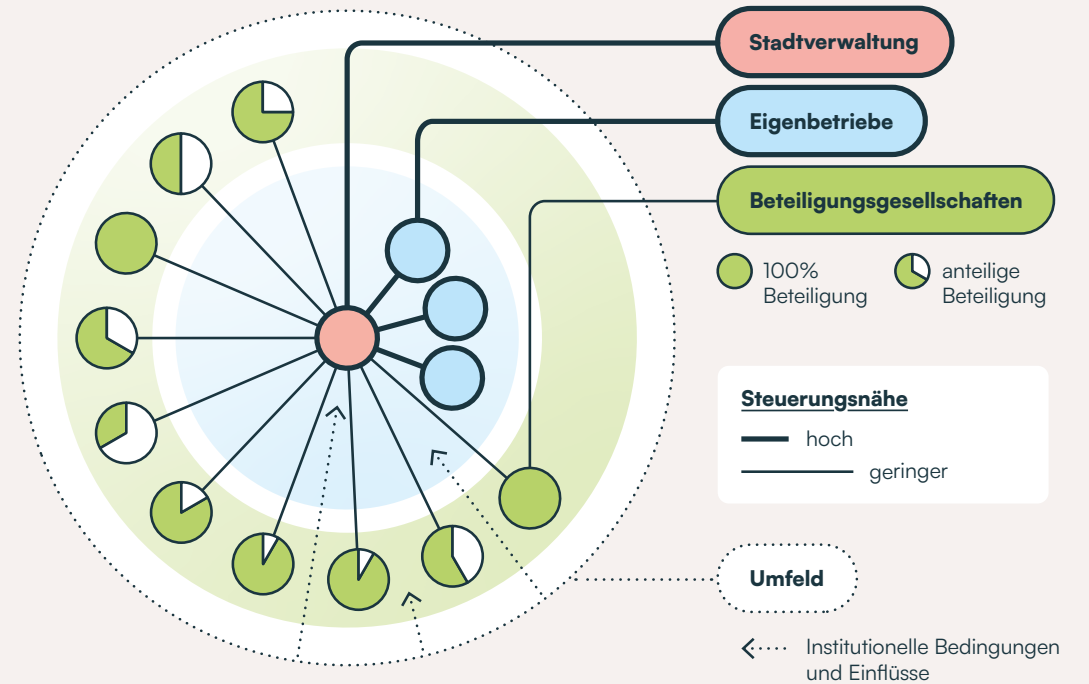 Stadtverwaltung
Eigenbetriebe
Beteiligungsgesellschaften
100%
Beteiligung
anteilige
Beteiligung
Steuerungsnähe
hoch
geringer
Umfeld
Institutionelle Bedingungen
und Einflüsse